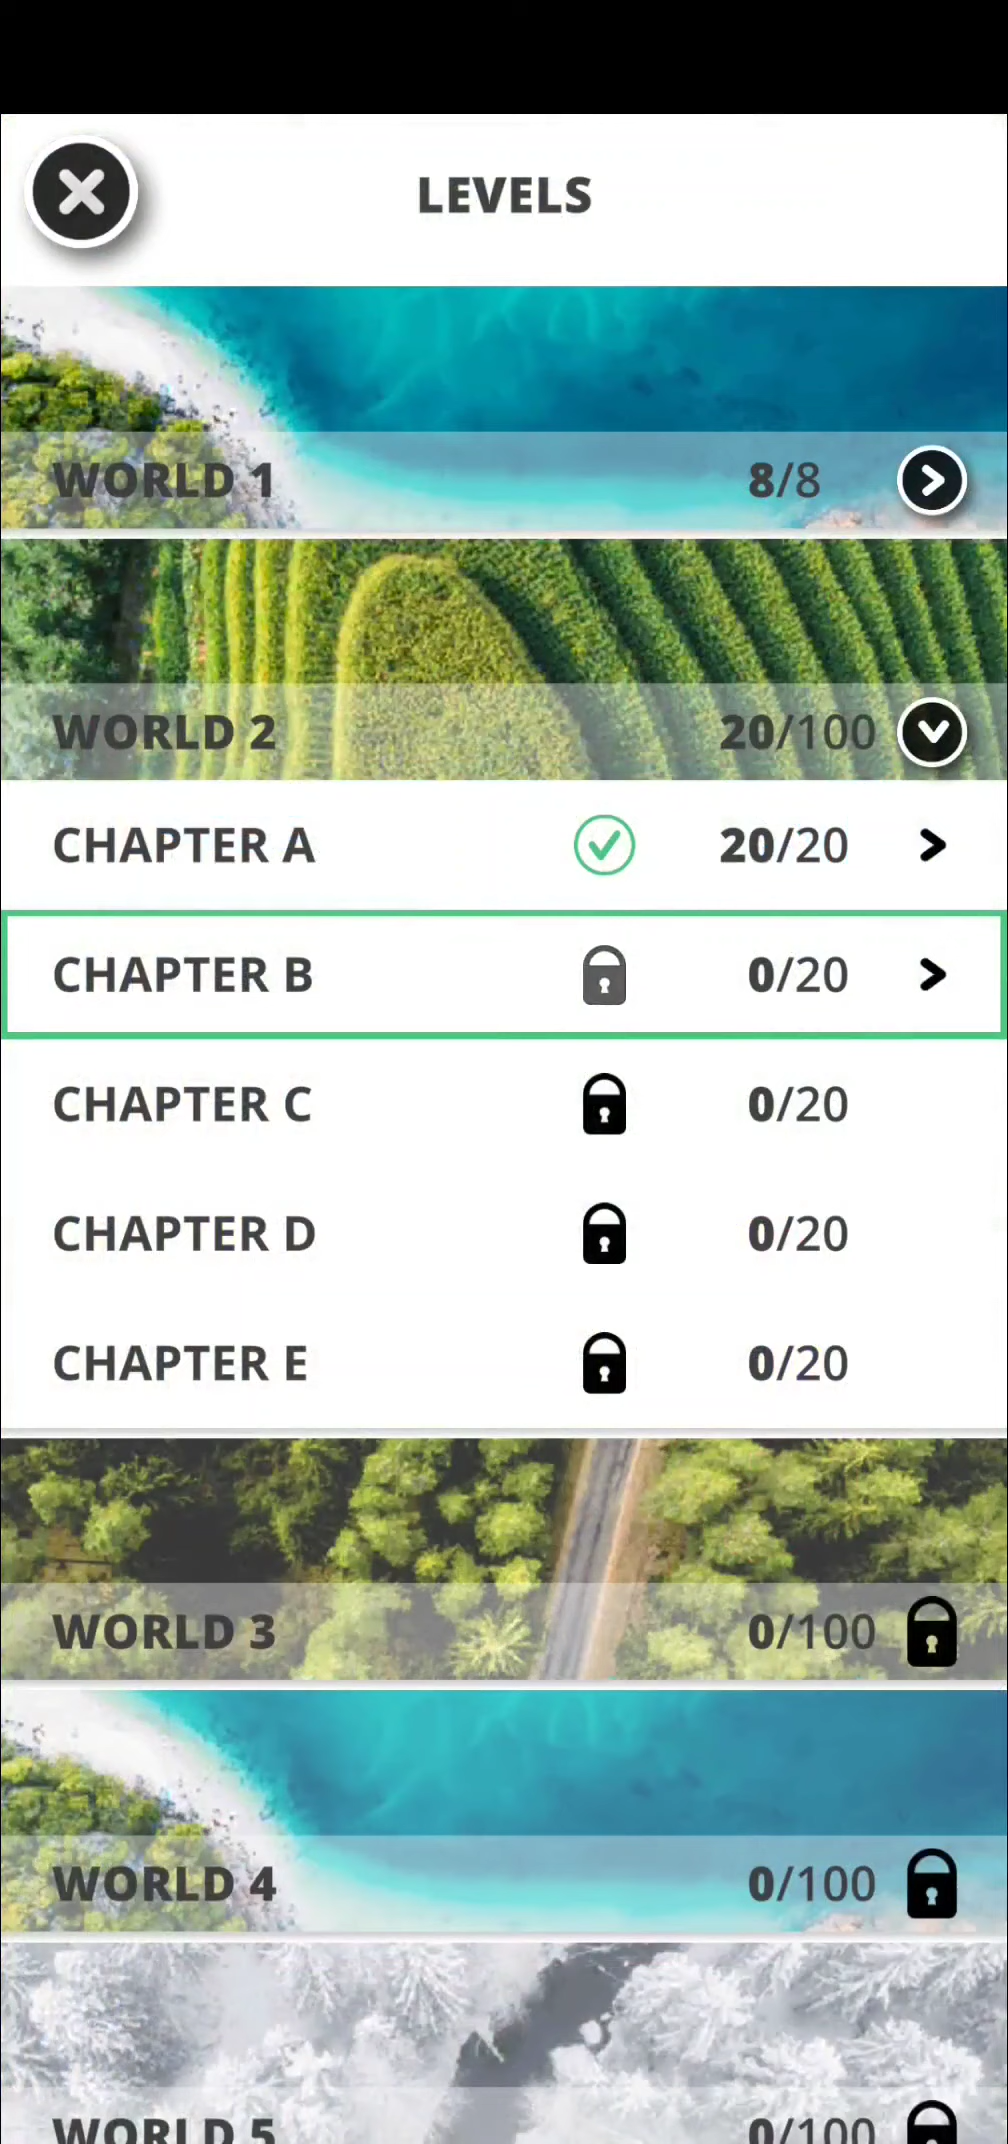 LEVELS
WORLD 1 8/8
WORLD 2 20/100
CHAPTER A 20/20
CHAPTER B 0/20
CHAPTER C 0/20
CHAPTER D 0/20
CHAPTER E 0/20
WORLD 3 0/100
WORLD 4 0/100
WORLD 5 0/100